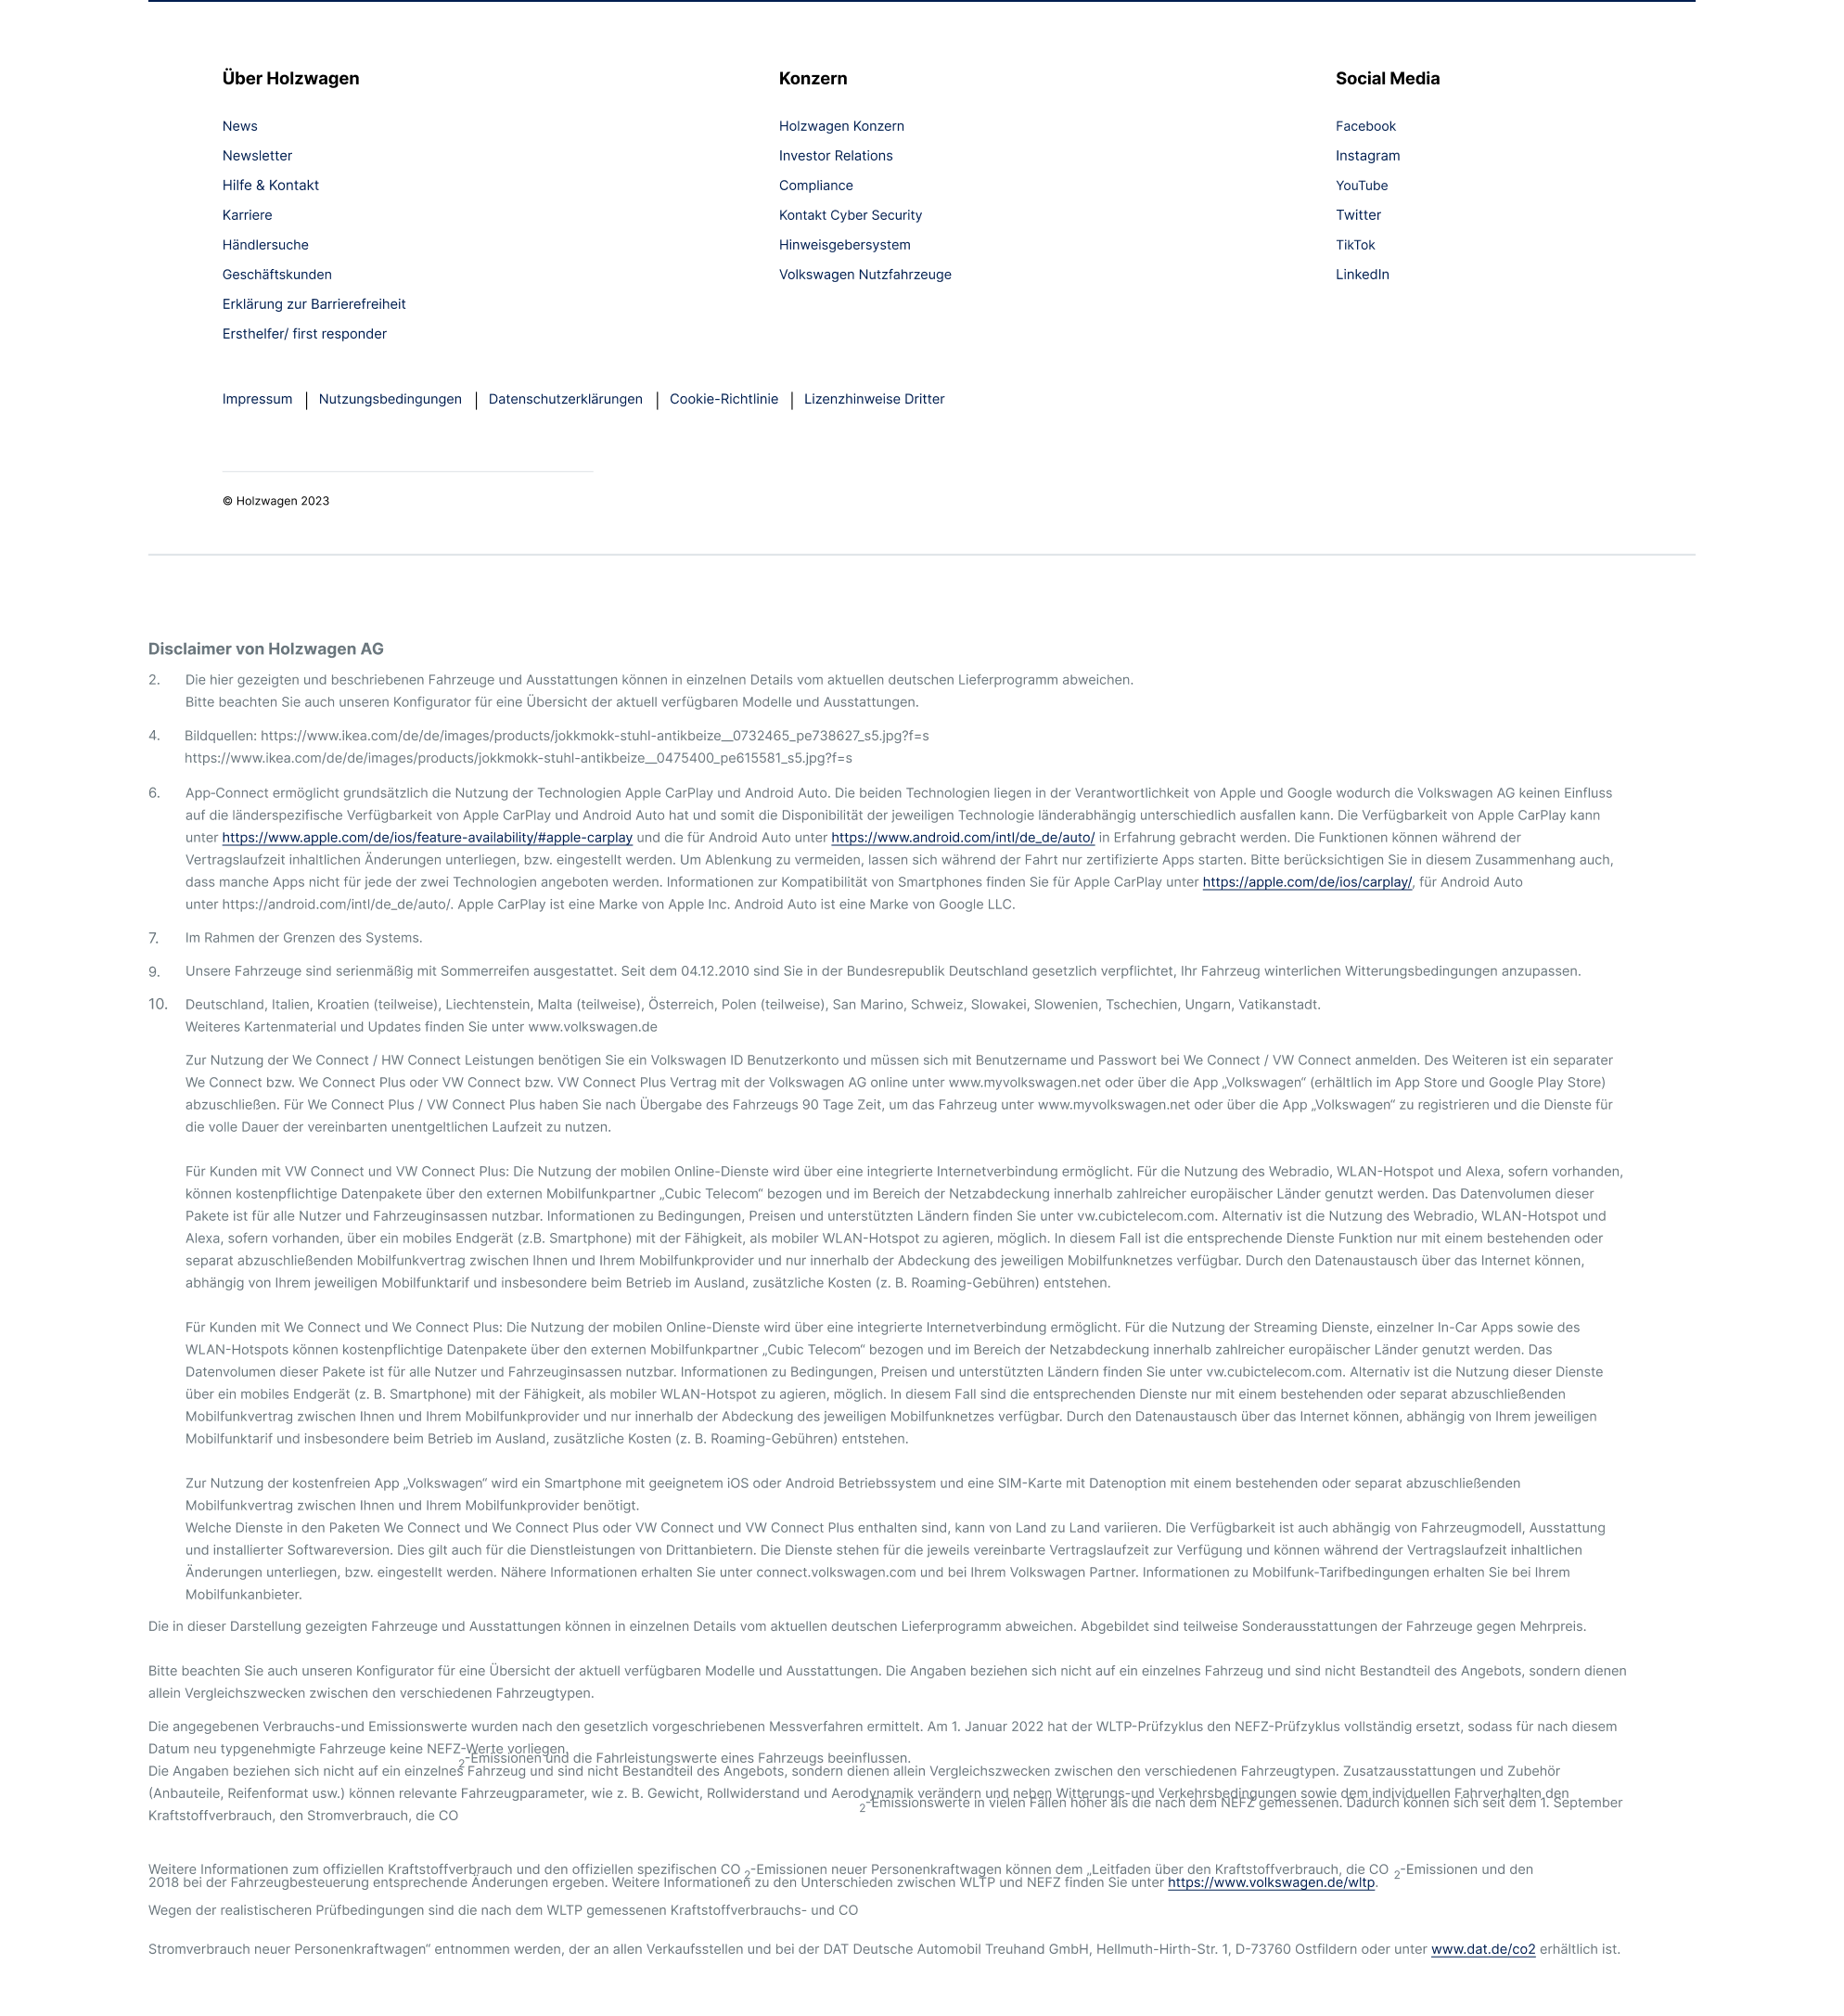 Über Holzwagen
News
Newsletter
Hilfe & Kontakt
Karriere
Händlersuche
Geschäftskunden
Erklärung zur Barrierefreiheit
Ersthelfer/ first responder
Konzern
Holzwagen Konzern
Investor Relations
Compliance
Kontakt Cyber Security
Hinweisgebersystem
Volkswagen Nutzfahrzeuge
Social Media
Facebook
Instagram
YouTube
Twitter
TikTok
LinkedIn
Impressum | Nutzungsbedingungen | Datenschutzerklärungen | Cookie-Richtlinie | Lizenzhinweise Dritter
© Holzwagen 2023
Disclaimer von Holzwagen AG
2. Die hier gezeigten und beschriebenen Fahrzeuge und Ausstattungen können in einzelnen Details vom aktuellen deutschen Lieferprogramm abweichen.
Bitte beachten Sie auch unseren Konfigurator für eine Übersicht der aktuell verfügbaren Modelle und Ausstattungen.
4. Bildquellen: https://www.ikea.com/de/de/images/products/jokkmokk-stuhl-antikbeize__0732465_pe738627_s5.jpg?f=s
https://www.ikea.com/de/de/images/products/jokkmokk-stuhl-antikbeize__0475400_pe615581_s5.jpg?f=s
6. App-Connect ermöglicht grundsätzlich die Nutzung der Technologien Apple CarPlay und Android Auto. Die beiden Technologien liegen in der Verantwortlichkeit von Apple und Google wodurch die Volkswagen AG keinen Einfluss
auf die länderspezifische Verfügbarkeit von Apple CarPlay und Android Auto hat und somit die Disponibilität der jeweiligen Technologie länderabhängig unterschiedlich ausfallen kann. Die Verfügbarkeit von Apple CarPlay kann
unter https://www.apple.com/de/ios/feature-availability/#apple-carplay und die für Android Auto unter https://www.android.com/intl/de_de/auto/ in Erfahrung gebracht werden. Die Funktionen können während der
Vertragslaufzeit inhaltlichen Änderungen unterliegen, bzw. eingestellt werden. Um Ablenkung zu vermeiden, lassen sich während der Fahrt nur zertifizierte Apps starten. Bitte berücksichtigen Sie in diesem Zusammenhang auch,
dass manche Apps nicht für jede der zwei Technologien angeboten werden. Informationen zur Kompatibilität von Smartphones finden Sie für Apple CarPlay unter https://apple.com/de/ios/carplay/, für Android Auto
unter https://android.com/intl/de_de/auto/. Apple CarPlay ist eine Marke von Apple Inc. Android Auto ist eine Marke von Google LLC.
7. Im Rahmen der Grenzen des Systems.
9. Unsere Fahrzeuge sind serienmäßig mit Sommerreifen ausgestattet. Seit dem 04.12.2010 sind Sie in der Bundesrepublik Deutschland gesetzlich verpflichtet, Ihr Fahrzeug winterlichen Witterungsbedingungen anzupassen.
10. Deutschland, Italien, Kroatien (teilweise), Liechtenstein, Malta (teilweise), Österreich, Polen (teilweise), San Marino, Schweiz, Slowakei, Slowenien, Tschechien, Ungarn, Vatikanstadt.
Weiteres Kartenmaterial und Updates finden Sie unter www.volkswagen.de
Zur Nutzung der We Connect / HW Connect Leistungen benötigen Sie ein Volkswagen ID Benutzerkonto und müssen sich mit Benutzername und Passwort bei We Connect / VW Connect anmelden. Des Weiteren ist ein separater
We Connect bzw. We Connect Plus oder VW Connect bzw. VW Connect Plus Vertrag mit der Volkswagen AG online unter www.myvolkswagen.net oder über die App „Volkswagen“ (erhältlich im App Store und Google Play Store)
abzuschließen. Für We Connect Plus / VW Connect Plus haben Sie nach Übergabe des Fahrzeugs 90 Tage Zeit, um das Fahrzeug unter www.myvolkswagen.net oder über die App „Volkswagen“ zu registrieren und die Dienste für
die volle Dauer der vereinbarten unentgeltlichen Laufzeit zu nutzen.
Für Kunden mit VW Connect und VW Connect Plus: Die Nutzung der mobilen Online-Dienste wird über eine integrierte Internetverbindung ermöglicht. Für die Nutzung des Webradio, WLAN-Hotspot und Alexa, sofern vorhanden,
können kostenpflichtige Datenpakete über den externen Mobilfunkpartner „Cubic Telecom“ bezogen und im Bereich der Netzabdeckung innerhalb zahlreicher europäischer Länder genutzt werden. Das Datenvolumen dieser
Pakete ist für alle Nutzer und Fahrzeuginsassen nutzbar. Informationen zu Bedingungen, Preisen und unterstützten Ländern finden Sie unter vw.cubictelecom.com. Alternativ ist die Nutzung des Webradio, WLAN-Hotspot und
Alexa, sofern vorhanden, über ein mobiles Endgerät (z.B. Smartphone) mit der Fähigkeit, als mobiler WLAN-Hotspot zu agieren, möglich. In diesem Fall ist die entsprechende Dienste Funktion nur mit einem bestehenden oder
separat abzuschließenden Mobilfunkvertrag zwischen Ihnen und Ihrem Mobilfunkprovider und nur innerhalb der Abdeckung des jeweiligen Mobilfunknetzes verfügbar. Durch den Datenaustausch über das Internet können,
abhängig von Ihrem jeweiligen Mobilfunktarif und insbesondere beim Betrieb im Ausland, zusätzliche Kosten (z. B. Roaming-Gebühren) entstehen.
Für Kunden mit We Connect und We Connect Plus: Die Nutzung der mobilen Online-Dienste wird über eine integrierte Internetverbindung ermöglicht. Für die Nutzung der Streaming Dienste, einzelner In-Car Apps sowie des
WLAN-Hotspots können kostenpflichtige Datenpakete über den externen Mobilfunkpartner „Cubic Telecom“ bezogen und im Bereich der Netzabdeckung innerhalb zahlreicher europäischer Länder genutzt werden. Das
Datenvolumen dieser Pakete ist für alle Nutzer und Fahrzeuginsassen nutzbar. Informationen zu Bedingungen, Preisen und unterstützten Ländern finden Sie unter vw.cubictelecom.com. Alternativ ist die Nutzung dieser Dienste
über ein mobiles Endgerät (z. B. Smartphone) mit der Fähigkeit, als mobiler WLAN-Hotspot zu agieren, möglich. In diesem Fall sind die entsprechenden Dienste nur mit einem bestehenden oder separat abzuschließenden
Mobilfunkvertrag zwischen Ihnen und Ihrem Mobilfunkprovider und nur innerhalb der Abdeckung des jeweiligen Mobilfunknetzes verfügbar. Durch den Datenaustausch über das Internet können, abhängig von Ihrem jeweiligen
Mobilfunktarif und insbesondere beim Betrieb im Ausland, zusätzliche Kosten (z. B. Roaming-Gebühren) entstehen.
Zur Nutzung der kostenfreien App „Volkswagen“ wird ein Smartphone mit geeignetem iOS oder Android Betriebssystem und eine SIM-Karte mit Datenoption mit einem bestehenden oder separat abzuschließenden
Mobilfunkvertrag zwischen Ihnen und Ihrem Mobilfunkprovider benötigt.
Welche Dienste in den Paketen We Connect und We Connect Plus oder VW Connect und VW Connect Plus enthalten sind, kann von Land zu Land variieren. Die Verfügbarkeit ist auch abhängig von Fahrzeugmodell, Ausstattung
und installierter Softwareversion. Dies gilt auch für die Dienstleistungen von Drittanbietern. Die Dienste stehen für die jeweils vereinbarte Vertragslaufzeit zur Verfügung und können während der Vertragslaufzeit inhaltlichen
Änderungen unterliegen, bzw. eingestellt werden. Nähere Informationen erhalten Sie unter connect.volkswagen.com und bei Ihrem Volkswagen Partner. Informationen zu Mobilfunk-Tarifbedingungen erhalten Sie bei Ihrem
Mobilfunkanbieter.
Die in dieser Darstellung gezeigten Fahrzeuge und Ausstattungen können in einzelnen Details vom aktuellen deutschen Lieferprogramm abweichen. Abgebildet sind teilweise Sonderausstattungen der Fahrzeuge gegen Mehrpreis.
Bitte beachten Sie auch unseren Konfigurator für eine Übersicht der aktuell verfügbaren Modelle und Ausstattungen. Die Angaben beziehen sich nicht auf ein einzelnes Fahrzeug und sind nicht Bestandteil des Angebots, sondern dienen
allein Vergleichszwecken zwischen den verschiedenen Fahrzeugtypen.
Die angegebenen Verbrauchs-und Emissionswerte wurden nach den gesetzlich vorgeschriebenen Messverfahren ermittelt. Am 1. Januar 2022 hat der WLTP-Prüfzyklus den NEFZ-Prüfzyklus vollständig ersetzt, sodass für nach diesem
Datum neu typgenehmigte Fahrzeuge keine NEFZ-Werte vorliegen.
2-Emissionen und die Fahrleistungswerte eines Fahrzeugs beeinflussen.
Die Angaben beziehen sich nicht auf ein einzelnes Fahrzeug und sind nicht Bestandteil des Angebots, sondern dienen allein Vergleichszwecken zwischen den verschiedenen Fahrzeugtypen. Zusatzausstattungen und Zubehör
(Anbauteile, Reifenformat usw.) können relevante Fahrzeugparameter, wie z. B. Gewicht, Rollwiderstand und Aerodynamik verändern und neben Witterungs-und Verkehrsbedingungen sowie dem individuellen Fahrverhalten den
2-Emissionswerte in vielen Fällen höher als die nach dem NEFZ gemessenen. Dadurch können sich seit dem 1. September
Kraftstoffverbrauch, den Stromverbrauch, die CO
Weitere Informationen zum offiziellen Kraftstoffverbrauch und den offiziellen spezifischen CO 2-Emissionen neuer Personenkraftwagen können dem „Leitfaden über den Kraftstoffverbrauch, die CO 2-Emissionen und den
2018 bei der Fahrzeugbesteuerung entsprechende Änderungen ergeben. Weitere Informationen zu den Unterschieden zwischen WLTP und NEFZ finden Sie unter https://www.volkswagen.de/wltp.
Wegen der realistischeren Prüfbedingungen sind die nach dem WLTP gemessenen Kraftstoffverbrauchs- und CO
Stromverbrauch neuer Personenkraftwagen“ entnommen werden, der an allen Verkaufsstellen und bei der DAT Deutsche Automobil Treuhand GmbH, Hellmuth-Hirth-Str. 1, D-73760 Ostfildern oder unter www.dat.de/co2 erhältlich ist.